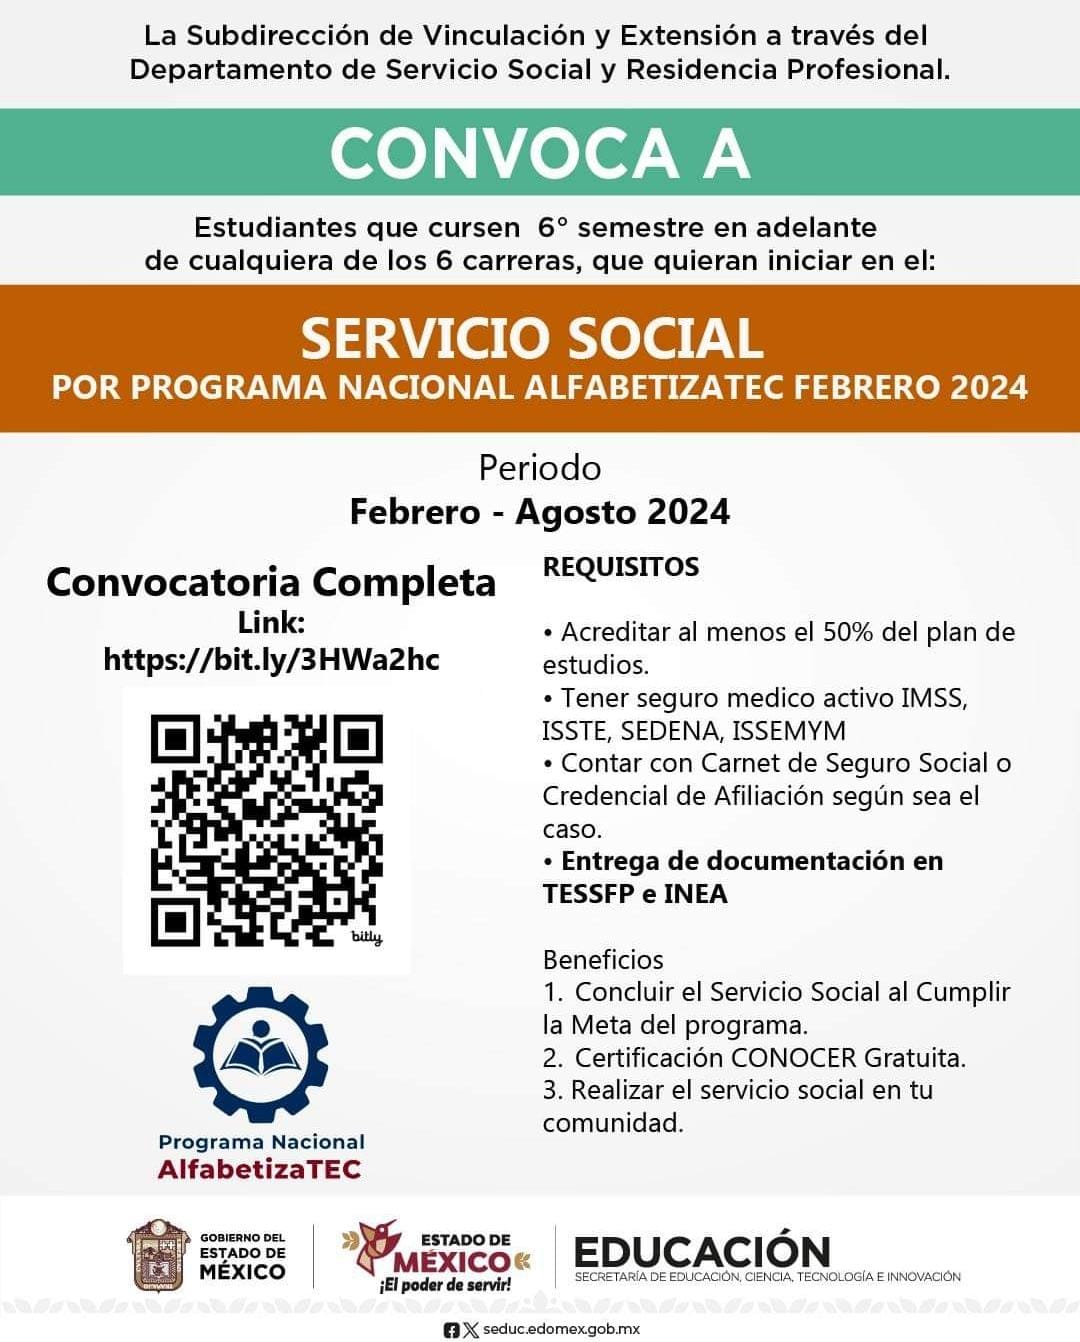 La Subdirección de Vinculación y Extensión a través del
Departamento de Servicio Social y Residencia Profesional.
CONVOCA A
Estudiantes que cursen 6° semestre en adelante
de cualquiera de los 6 carreras, que quieran iniciar en el:
SERVICIO SOCIAL
POR PROGRAMA NACIONAL ALFABETIZATEC FEBRERO 2024
Periodo
Febrero - Agosto 2024
Convocatoria Completa
Link:
https://bit.ly/3HWa2hc
bitly
Programa Nacional
AlfabetizaTEC
REQUISITOS
• Acreditar al menos el 50% del plan de
estudios.
• Tener seguro medico activo IMSS,
ISSTE, SEDENA, ISSEMYM
• Contar con Carnet de Seguro Social o
Credencial de Afiliación según sea el
caso.
• Entrega de documentación en
TESSFP e INEA
Beneficios
1. Concluir el Servicio Social al Cumplir
la Meta del programa.
2. Certificación CONOCER Gratuita.
3. Realizar el servicio social en tu
comunidad.
GOBIERNO DEL
ESTADO DE
MÉXICO
ESTADO DE
MÉXICO
¡El poder de servir!
EDUCACIÓN
SECRETARÍA DE EDUCACIÓN, CIENCIA, TECNOLOGÍA E INNOVACIÓN
seduc.edomex.gob.mx